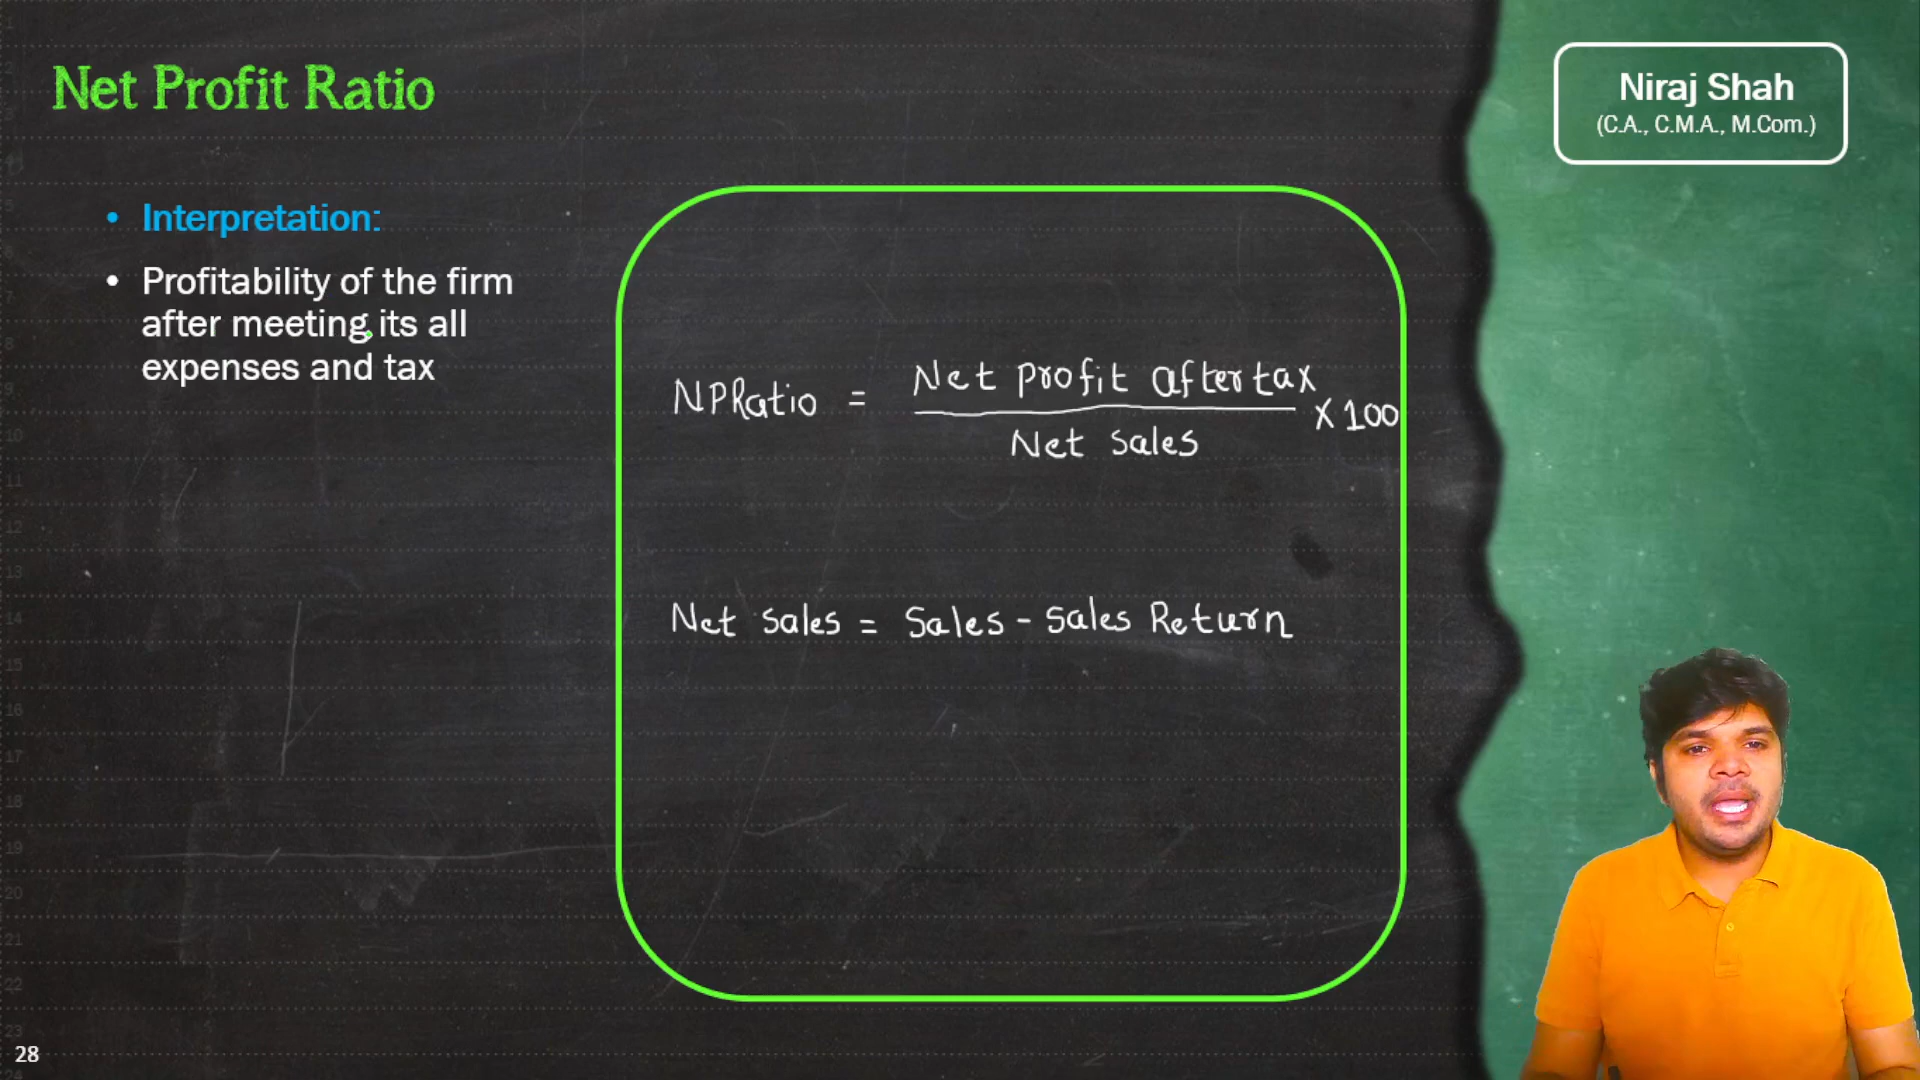 Net Profit Ratio
Niraj Shah
(C.A., C.M.A., M.Com.)
• Interpretation:
• Profitability of the firm
after meeting its all
expenses and tax
NPRatio = Net profit after tax
Net sales
X 100
Net sales = Sales - Sales Return
28